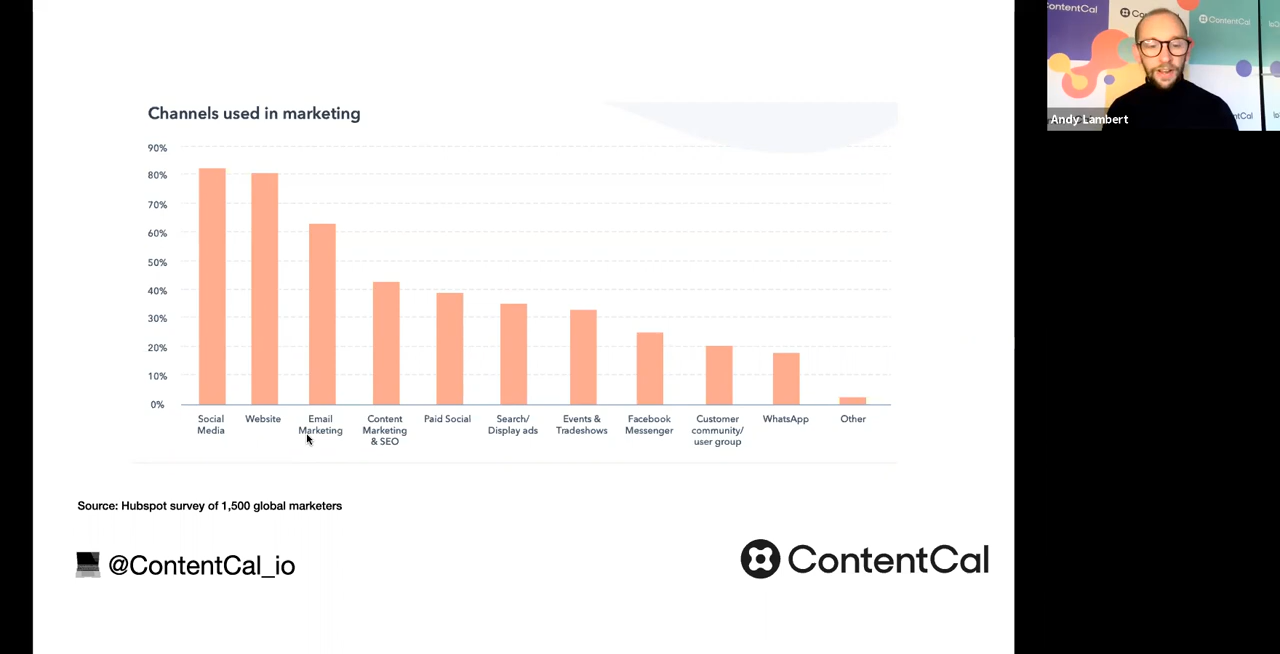 Channels used in marketing
90%
80%
70%
60%
50%
40%
30%
20%
10%
0%
Social
Media
Website
Email
Marketing
Content
Marketing
& SEO
Paid Social
Search/
Display ads
Events &
Tradeshows
Facebook
Messenger
Customer
community/
user group
WhatsApp
Other
Source: Hubspot survey of 1,500 global marketers
@ContentCal_io
ContentCal
ContentCal
ContentCal
Andy Lambert